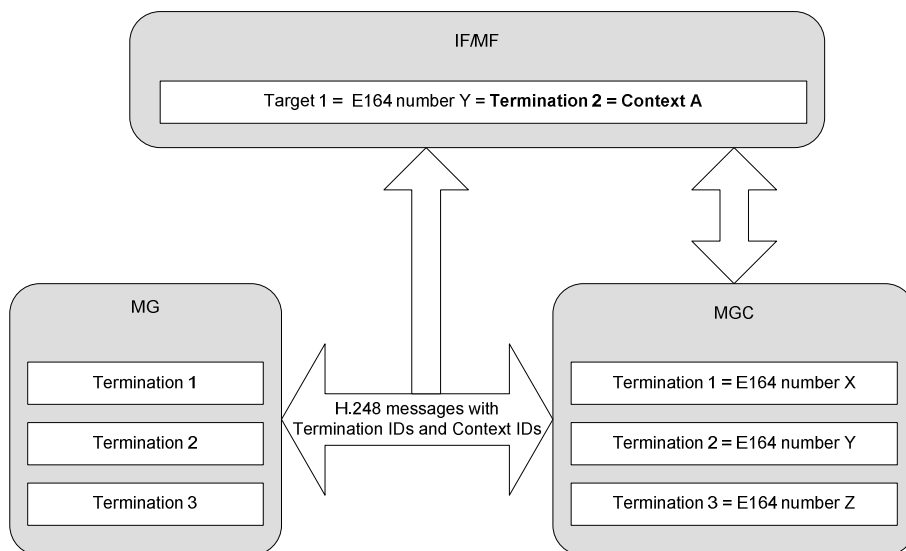 IF/MF
Target 1 = E164 number Y = Termination 2 = Context A
MG
Termination 1
Termination 2
Termination 3
H.248 messages with
Termination IDs and Context IDs
MGC
Termination 1 = E164 number X
Termination 2 = E164 number Y
Termination 3 = E164 number Z